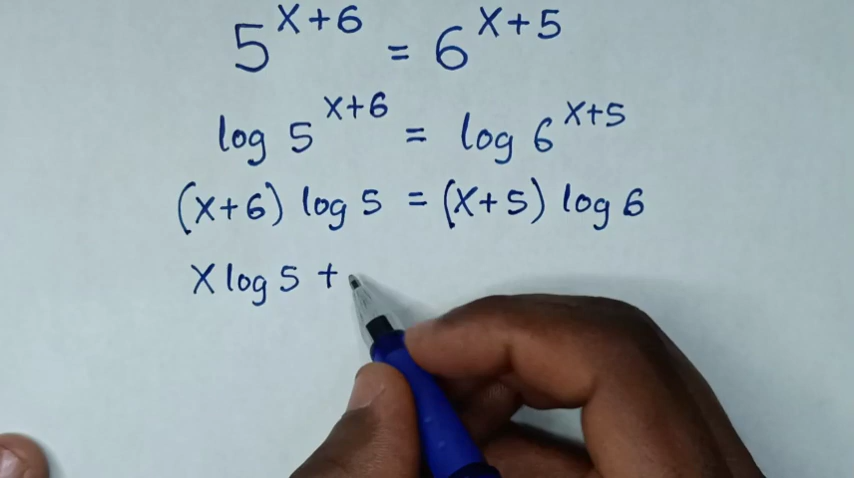 5^(x+6) = 6^(x+5)
log 5^(x+6) = log 6^(x+5)
(x+6) log 5 = (x+5) log 6
x log 5 +